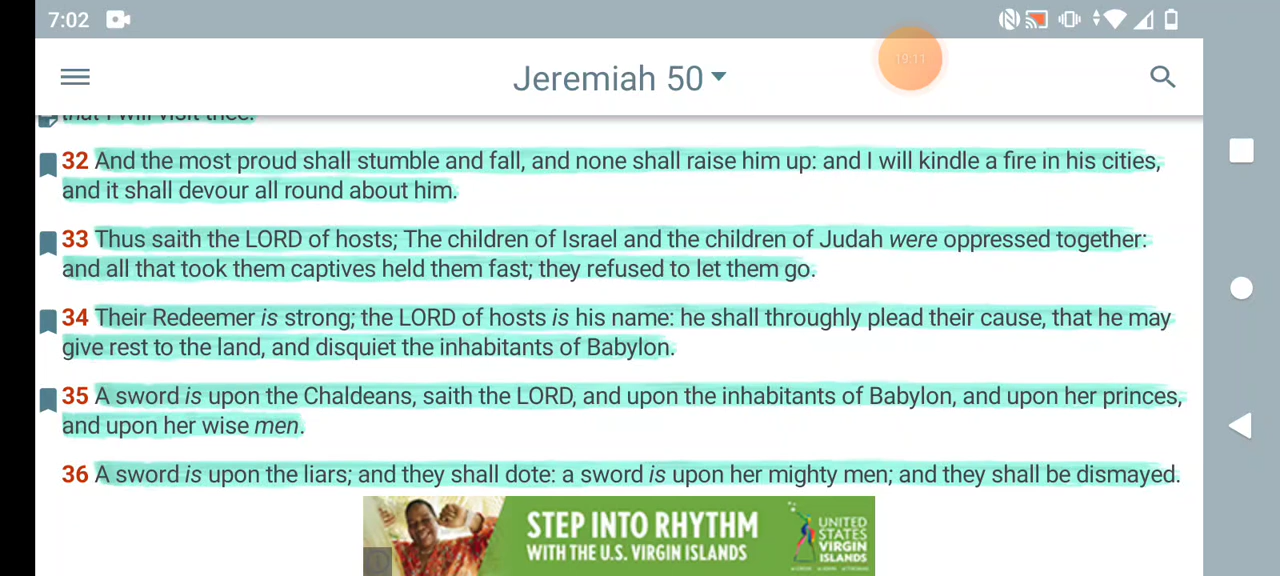 7:02
19:11
Jeremiah 50
that I will visit thee.
32 And the most proud shall stumble and fall, and none shall raise him up: and I will kindle a fire in his cities,
and it shall devour all round about him.
33 Thus saith the LORD of hosts; The children of Israel and the children of Judah were oppressed together:
and all that took them captives held them fast; they refused to let them go.
34 Their Redeemer is strong; the LORD of hosts is his name: he shall throughly plead their cause, that he may
give rest to the land, and disquiet the inhabitants of Babylon.
35 A sword is upon the Chaldeans, saith the LORD, and upon the inhabitants of Babylon, and upon her princes,
and upon her wise men.
36 A sword is upon the liars; and they shall dote: a sword is upon her mighty men; and they shall be dismayed.
STEP INTO RHYTHM
WITH THE U.S. VIRGIN ISLANDS
UNITED
STATES
VIRGIN
ISLANDS